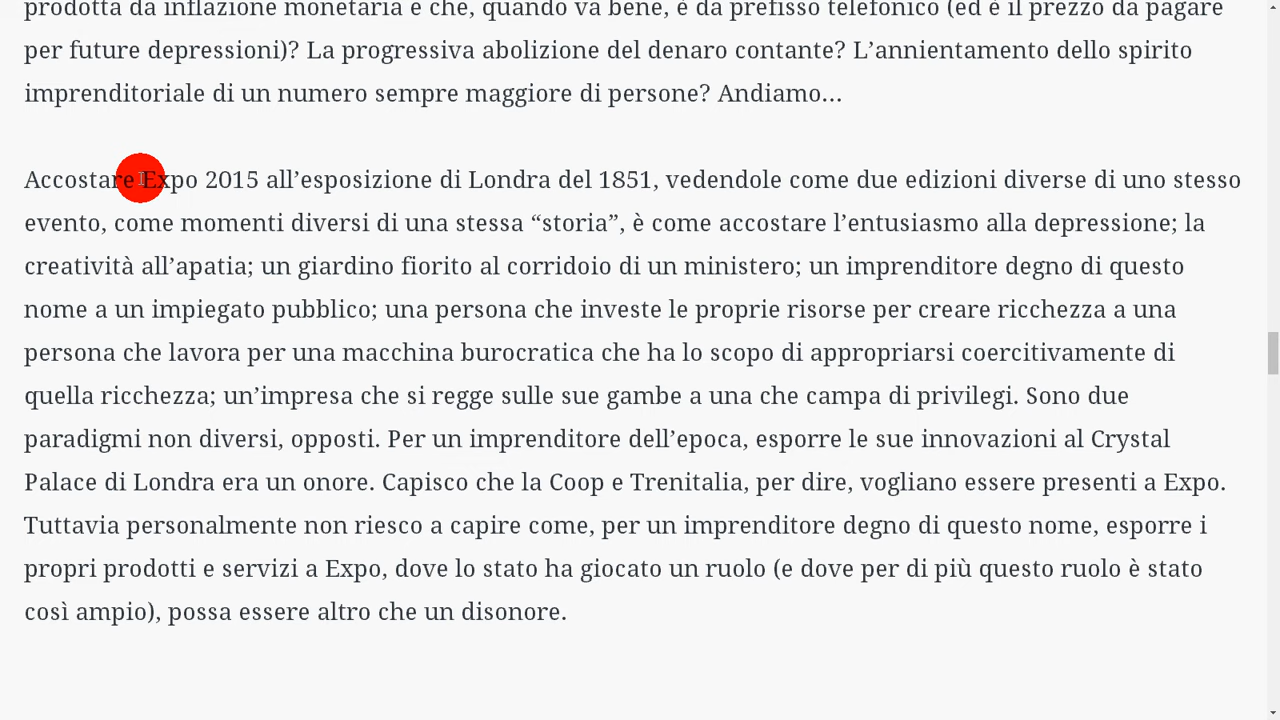 prodotta da inflazione monetaria e che, quando va bene, è da prefisso telefonico (ed è il prezzo da pagare
per future depressioni)? La progressiva abolizione del denaro contante? L’annientamento dello spirito
imprenditoriale di un numero sempre maggiore di persone? Andiamo…
Accostare Expo 2015 all’esposizione di Londra del 1851, vedendole come due edizioni diverse di uno stesso
evento, come momenti diversi di una stessa “storia”, è come accostare l’entusiasmo alla depressione; la
creatività all’apatia; un giardino fiorito al corridoio di un ministero; un imprenditore degno di questo
nome a un impiegato pubblico; una persona che investe le proprie risorse per creare ricchezza a una
persona che lavora per una macchina burocratica che ha lo scopo di appropriarsi coercitivamente di
quella ricchezza; un’impresa che si regge sulle sue gambe a una che campa di privilegi. Sono due
paradigmi non diversi, opposti. Per un imprenditore dell’epoca, esporre le sue innovazioni al Crystal
Palace di Londra era un onore. Capisco che la Coop e Trenitalia, per dire, vogliano essere presenti a Expo.
Tuttavia personalmente non riesco a capire come, per un imprenditore degno di questo nome, esporre i
propri prodotti e servizi a Expo, dove lo stato ha giocato un ruolo (e dove per di più questo ruolo è stato
così ampio), possa essere altro che un disonore.